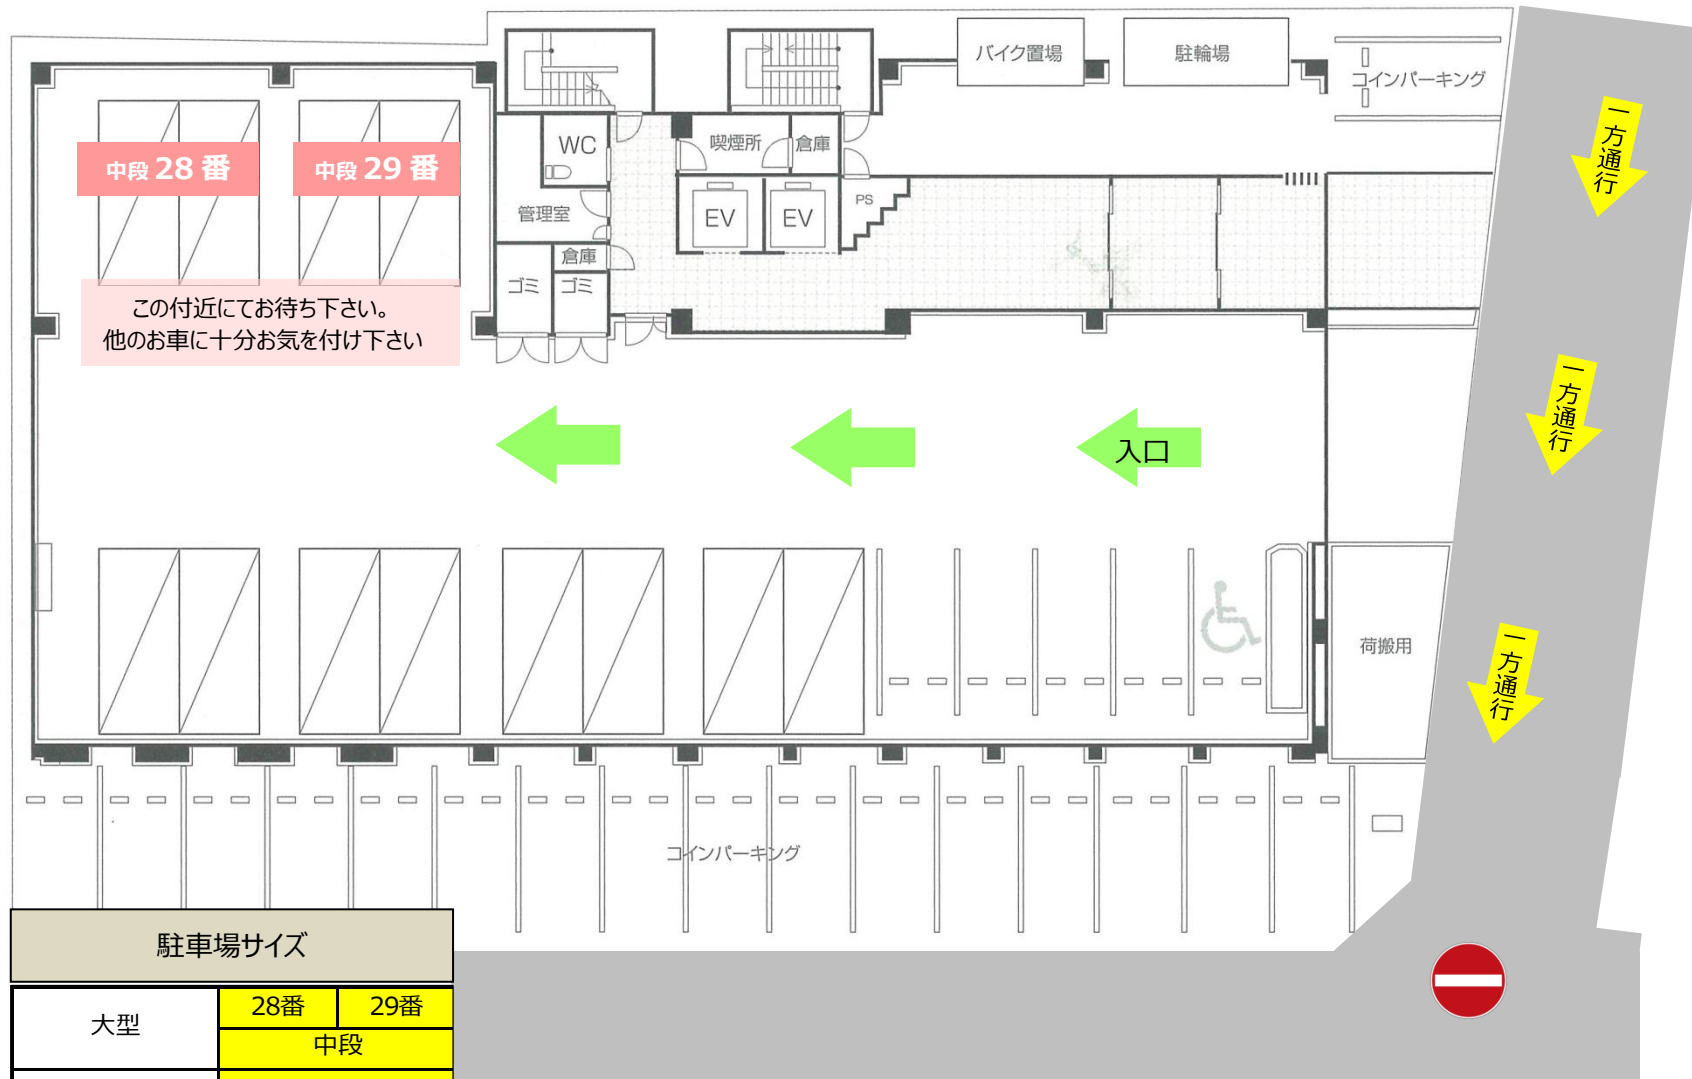 バイク置場
駐輪場
コインパーキング
一方通行
WC
喫煙所
倉庫
中段 28 番
中段 29 番
管理室
EV
EV
PS
倉庫
ゴミ
ゴミ
この付近にてお待ち下さい。
他のお車に十分お気を付け下さい
一方通行
入口
荷搬用
一方通行
コインパーキング
駐車場サイズ
大型
28番
29番
中段